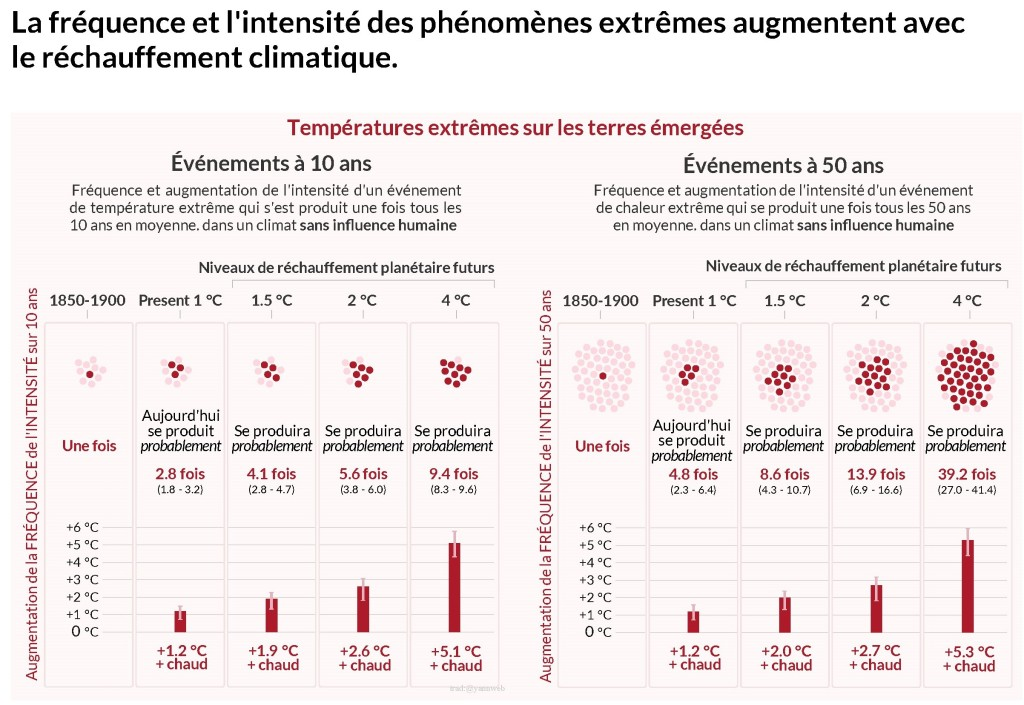 La fréquence et l'intensité des phénomènes extrêmes augmentent avec
le réchauffement climatique.
Températures extrêmes sur les terres émergées
Événements à 10 ans
Fréquence et augmentation de l'intensité d'un événement
de température extrême qui s'est produit une fois tous les
10 ans en moyenne. dans un climat sans influence humaine
Niveaux de réchauffement planétaire futurs
1850-1900 Present 1 °C 1.5 °C 2 °C 4 °C
Augmentation de la FRÉQUENCE de l'INTENSITÉ sur 10 ans
Une fois
Aujourd'hui
se produit
probablement
2.8 fois
(1.8 - 3.2)
Se produira
probablement
4.1 fois
(2.8 - 4.7)
Se produira
probablement
5.6 fois
(3.8 - 6.0)
Se produira
probablement
9.4 fois
(8.3 - 9.6)
+6 °C
+5 °C
+4 °C
+3 °C
+2 °C
+1 °C
0 °C
+1.2 °C
+ chaud
+1.9 °C
+ chaud
+2.6 °C
+ chaud
+5.1 °C
+ chaud
Événements à 50 ans
Fréquence et augmentation de l'intensité d'un événement
de chaleur extrême qui se produit une fois tous les 50 ans
en moyenne. dans un climat sans influence humaine
Niveaux de réchauffement planétaire futurs
1850-1900 Present 1 °C 1.5 °C 2 °C 4 °C
Augmentation de la FRÉQUENCE de l'INTENSITÉ sur 50 ans
Une fois
Aujourd'hui
se produit
probablement
4.8 fois
(2.3 - 6.4)
Se produira
probablement
8.6 fois
(4.3 - 10.7)
Se produira
probablement
13.9 fois
(6.9 - 16.6)
Se produira
probablement
39.2 fois
(27.0 - 41.4)
+6 °C
+5 °C
+4 °C
+3 °C
+2 °C
+1 °C
0 °C
+1.2 °C
+ chaud
+2.0 °C
+ chaud
+2.7 °C
+ chaud
+5.3 °C
+ chaud